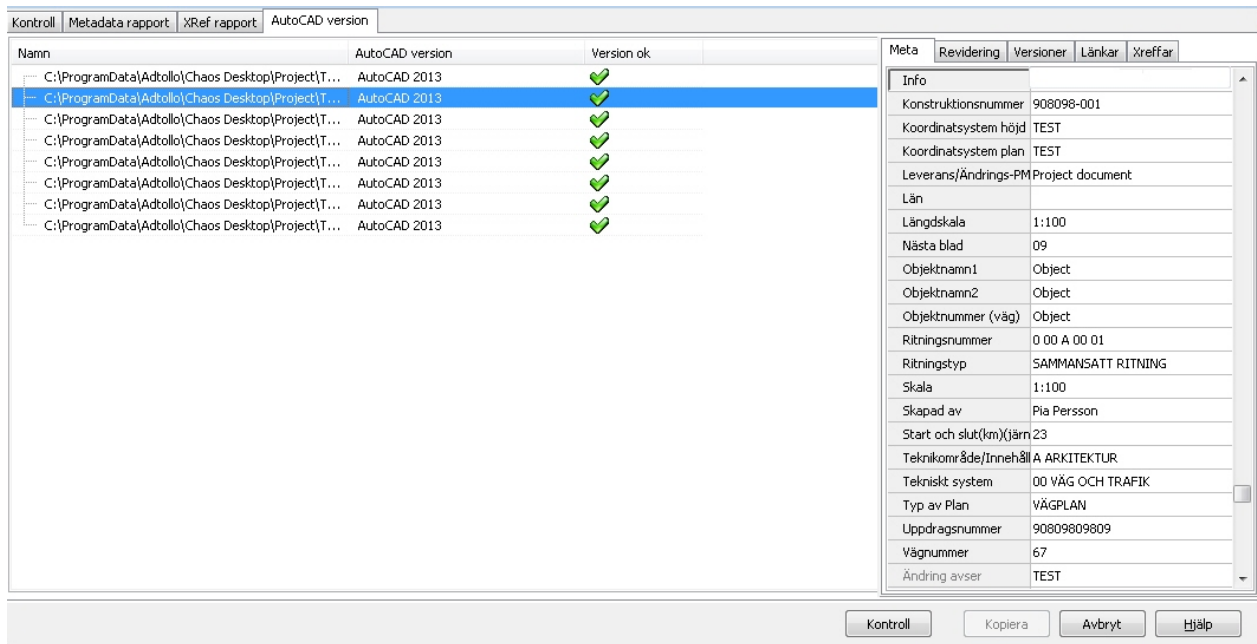 Kontroll Metadata rapport XRef rapport AutoCAD version
Namn AutoCAD version Version ok
C:\ProgramData\Adtollo\Chaos Desktop\Project\T... AutoCAD 2013
C:\ProgramData\Adtollo\Chaos Desktop\Project\T... AutoCAD 2013
C:\ProgramData\Adtollo\Chaos Desktop\Project\T... AutoCAD 2013
C:\ProgramData\Adtollo\Chaos Desktop\Project\T... AutoCAD 2013
C:\ProgramData\Adtollo\Chaos Desktop\Project\T... AutoCAD 2013
C:\ProgramData\Adtollo\Chaos Desktop\Project\T... AutoCAD 2013
C:\ProgramData\Adtollo\Chaos Desktop\Project\T... AutoCAD 2013
C:\ProgramData\Adtollo\Chaos Desktop\Project\T... AutoCAD 2013
Meta Revidering Versioner Länkar Xreffar
Info
Konstruktionsnummer 908098-001
Koordinatsystem höjd TEST
Koordinatsystem plan TEST
Leverans/Ändrings-PM Project document
Län
Längdskala 1:100
Nästa blad 09
Objektnamn1 Object
Objektnamn2 Object
Objektnummer (väg) Object
Ritningsnummer 0 00 A 00 01
Ritningstyp SAMMANSATT RITNING
Skala 1:100
Skapad av Pia Persson
Start och slut(km)(järn 23
Teknikområde/Innehåll A ARKITEKTUR
Tekniskt system 00 VÄG OCH TRAFIK
Typ av Plan VÄGPLAN
Uppdragsnummer 90809809809
Vägnummer 67
Ändring avser TEST
Kontroll Kopiera Avbryt Hjälp